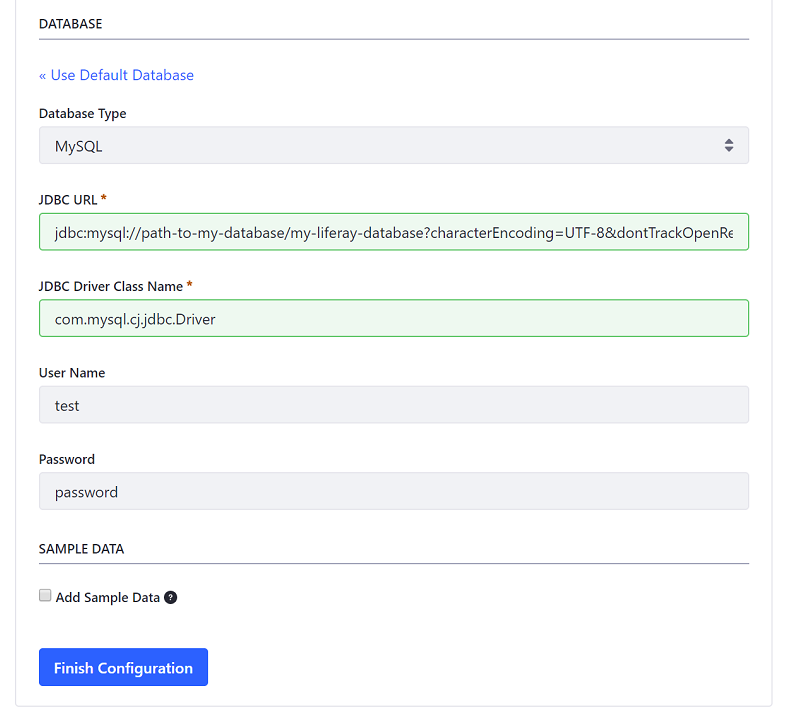 DATABASE
« Use Default Database
Database Type
MySQL
JDBC URL *
jdbc:mysql://path-to-my-database/my-liferay-database?characterEncoding=UTF-8&dontTrackOpenRe
JDBC Driver Class Name *
com.mysql.cj.jdbc.Driver
User Name
test
Password
password
SAMPLE DATA
Add Sample Data ?
Finish Configuration